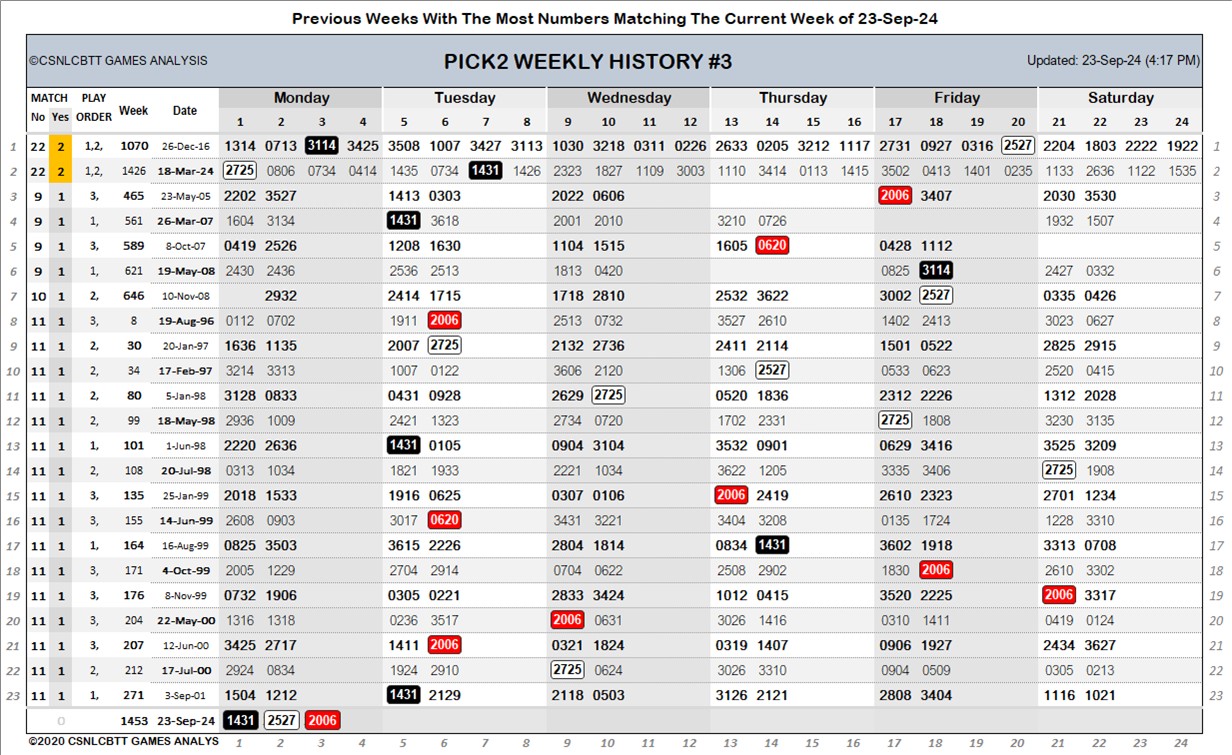 Previous Weeks With The Most Numbers Matching The Current Week of 23-Sep-24
©CSNLCBTT GAMES ANALYSIS PICK2 WEEKLY HISTORY #3 Updated: 23-Sep-24 (4:17 PM)
MATCH PLAY Week Date Monday Tuesday Wednesday Thursday Friday Saturday
No Yes ORDER 1 2 3 4 5 6 7 8 9 10 11 12 13 14 15 16 17 18 19 20 21 22 23 24
1 22 2 1,2, 1070 26-Dec-16 1314 0713 3114 3425 3508 1007 3427 3113 1030 3218 0311 0226 2633 0205 3212 1117 2731 0927 0316 2527 2204 1803 2222 1922 1
2 22 2 1,2, 1426 18-Mar-24 2725 0806 0734 0414 1435 0734 1431 1426 2323 1827 1109 3003 1110 3414 0113 1415 3502 0413 1401 0235 1133 2636 1122 1535 2
3 9 1 3, 465 23-May-05 2202 3527 1413 0303 2022 0606 2006 3407 2030 3530 3
4 9 1 1, 561 26-Mar-07 1604 3134 1431 3618 2001 2010 3210 0726 1932 1507 4
5 9 1 3, 589 8-Oct-07 0419 2526 1208 1630 1104 1515 1605 0620 0428 1112 5
6 9 1 1, 621 19-May-08 2430 2436 2536 2513 1813 0420 0825 3114 2427 0332 6
7 10 1 2, 646 10-Nov-08 2932 2414 1715 1718 2810 2532 3622 3002 2527 0335 0426 7
8 11 1 3, 8 19-Aug-96 0112 0702 1911 2006 2513 0732 3527 2610 1402 2413 3023 0627 8
9 11 1 2, 30 20-Jan-97 1636 1135 2007 2725 2132 2736 2411 2114 1501 0522 2825 2915 9
10 11 1 2, 34 17-Feb-97 3214 3313 1007 0122 3606 2120 1306 2527 0533 0623 2520 0415 10
11 11 1 2, 80 5-Jan-98 3128 0833 0431 0928 2629 2725 0520 1836 2312 2226 1312 2028 11
12 11 1 2, 99 18-May-98 2936 1009 2421 1323 2734 0720 1702 2331 2725 1808 3230 3135 12
13 11 1 1, 101 1-Jun-98 2220 2636 1431 0105 0904 3104 3532 0901 0629 3416 3525 3209 13
14 11 1 2, 108 20-Jul-98 0313 1034 1821 1933 2221 1034 3622 1205 3335 3406 2725 1908 14
15 11 1 3, 135 25-Jan-99 2018 1533 1916 0625 0307 0106 2006 2419 2610 2323 2701 1234 15
16 11 1 3, 155 14-Jun-99 2608 0903 3017 0620 3431 3221 3404 3208 0135 1724 1228 3310 16
17 11 1 1, 164 16-Aug-99 0825 3503 3615 2226 2804 1814 0834 1431 3602 1918 3313 0708 17
18 11 1 3, 171 4-Oct-99 2005 1229 2704 2914 0704 0622 2508 2902 1830 2006 2610 3302 18
19 11 1 3, 176 8-Nov-99 0732 1906 0305 0221 2833 3424 1012 0415 3520 2225 2006 3317 19
20 11 1 3, 204 22-May-00 1316 1318 0236 3517 2006 0631 3026 1416 0310 1411 0419 0124 20
21 11 1 3, 207 12-Jun-00 3425 2717 1411 2006 0321 1824 0319 1407 0906 1927 2434 3627 21
22 11 1 2, 212 17-Jul-00 2924 0834 1924 2910 2725 0624 3026 3310 0904 0509 0305 0213 22
23 11 1 1, 271 3-Sep-01 1504 1212 1431 2129 2118 0503 3126 2121 2808 3404 1116 1021 23
0 1453 23-Sep-24 1431 2527 2006
©2020 CSNLCBTT GAMES ANALYS 1 2 3 4 5 6 7 8 9 10 11 12 13 14 15 16 17 18 19 20 21 22 23 24